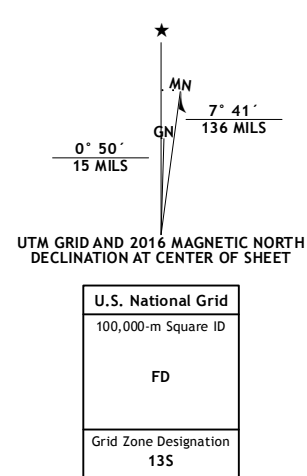 ★
MN
7° 41´
136 MILS
GN
0° 50´
15 MILS
UTM GRID AND 2016 MAGNETIC NORTH
DECLINATION AT CENTER OF SHEET
U.S. National Grid
100,000-m Square ID
FD
Grid Zone Designation
13S